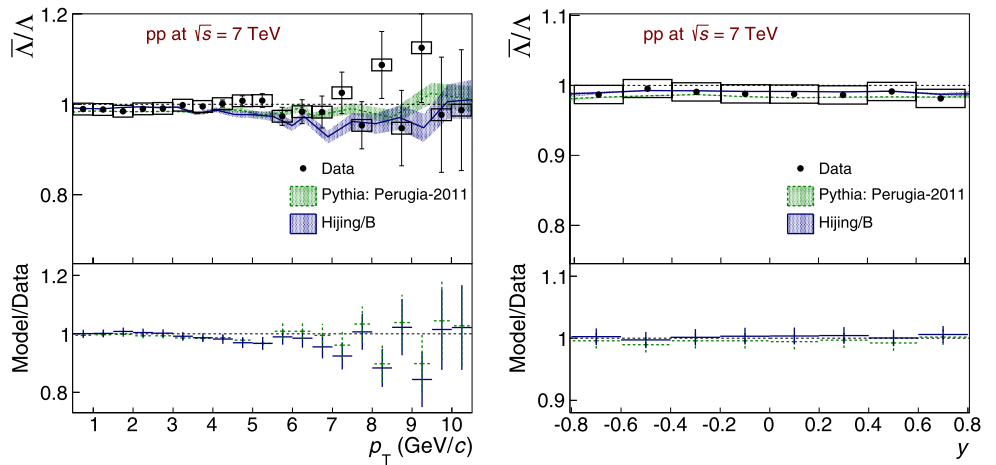 Λ̅/Λ
pp at √s = 7 TeV
1.2
1
0.8
Data
Pythia: Perugia-2011
Hijing/B
Model/Data
1.2
1
0.8
1 2 3 4 5 6 7 8 9 10
p_T (GeV/c)
Λ̅/Λ
pp at √s = 7 TeV
1.1
1
0.9
0.8
Data
Pythia: Perugia-2011
Hijing/B
Model/Data
1.1
1
0.9
-0.8 -0.6 -0.4 -0.2 0 0.2 0.4 0.6 0.8
y